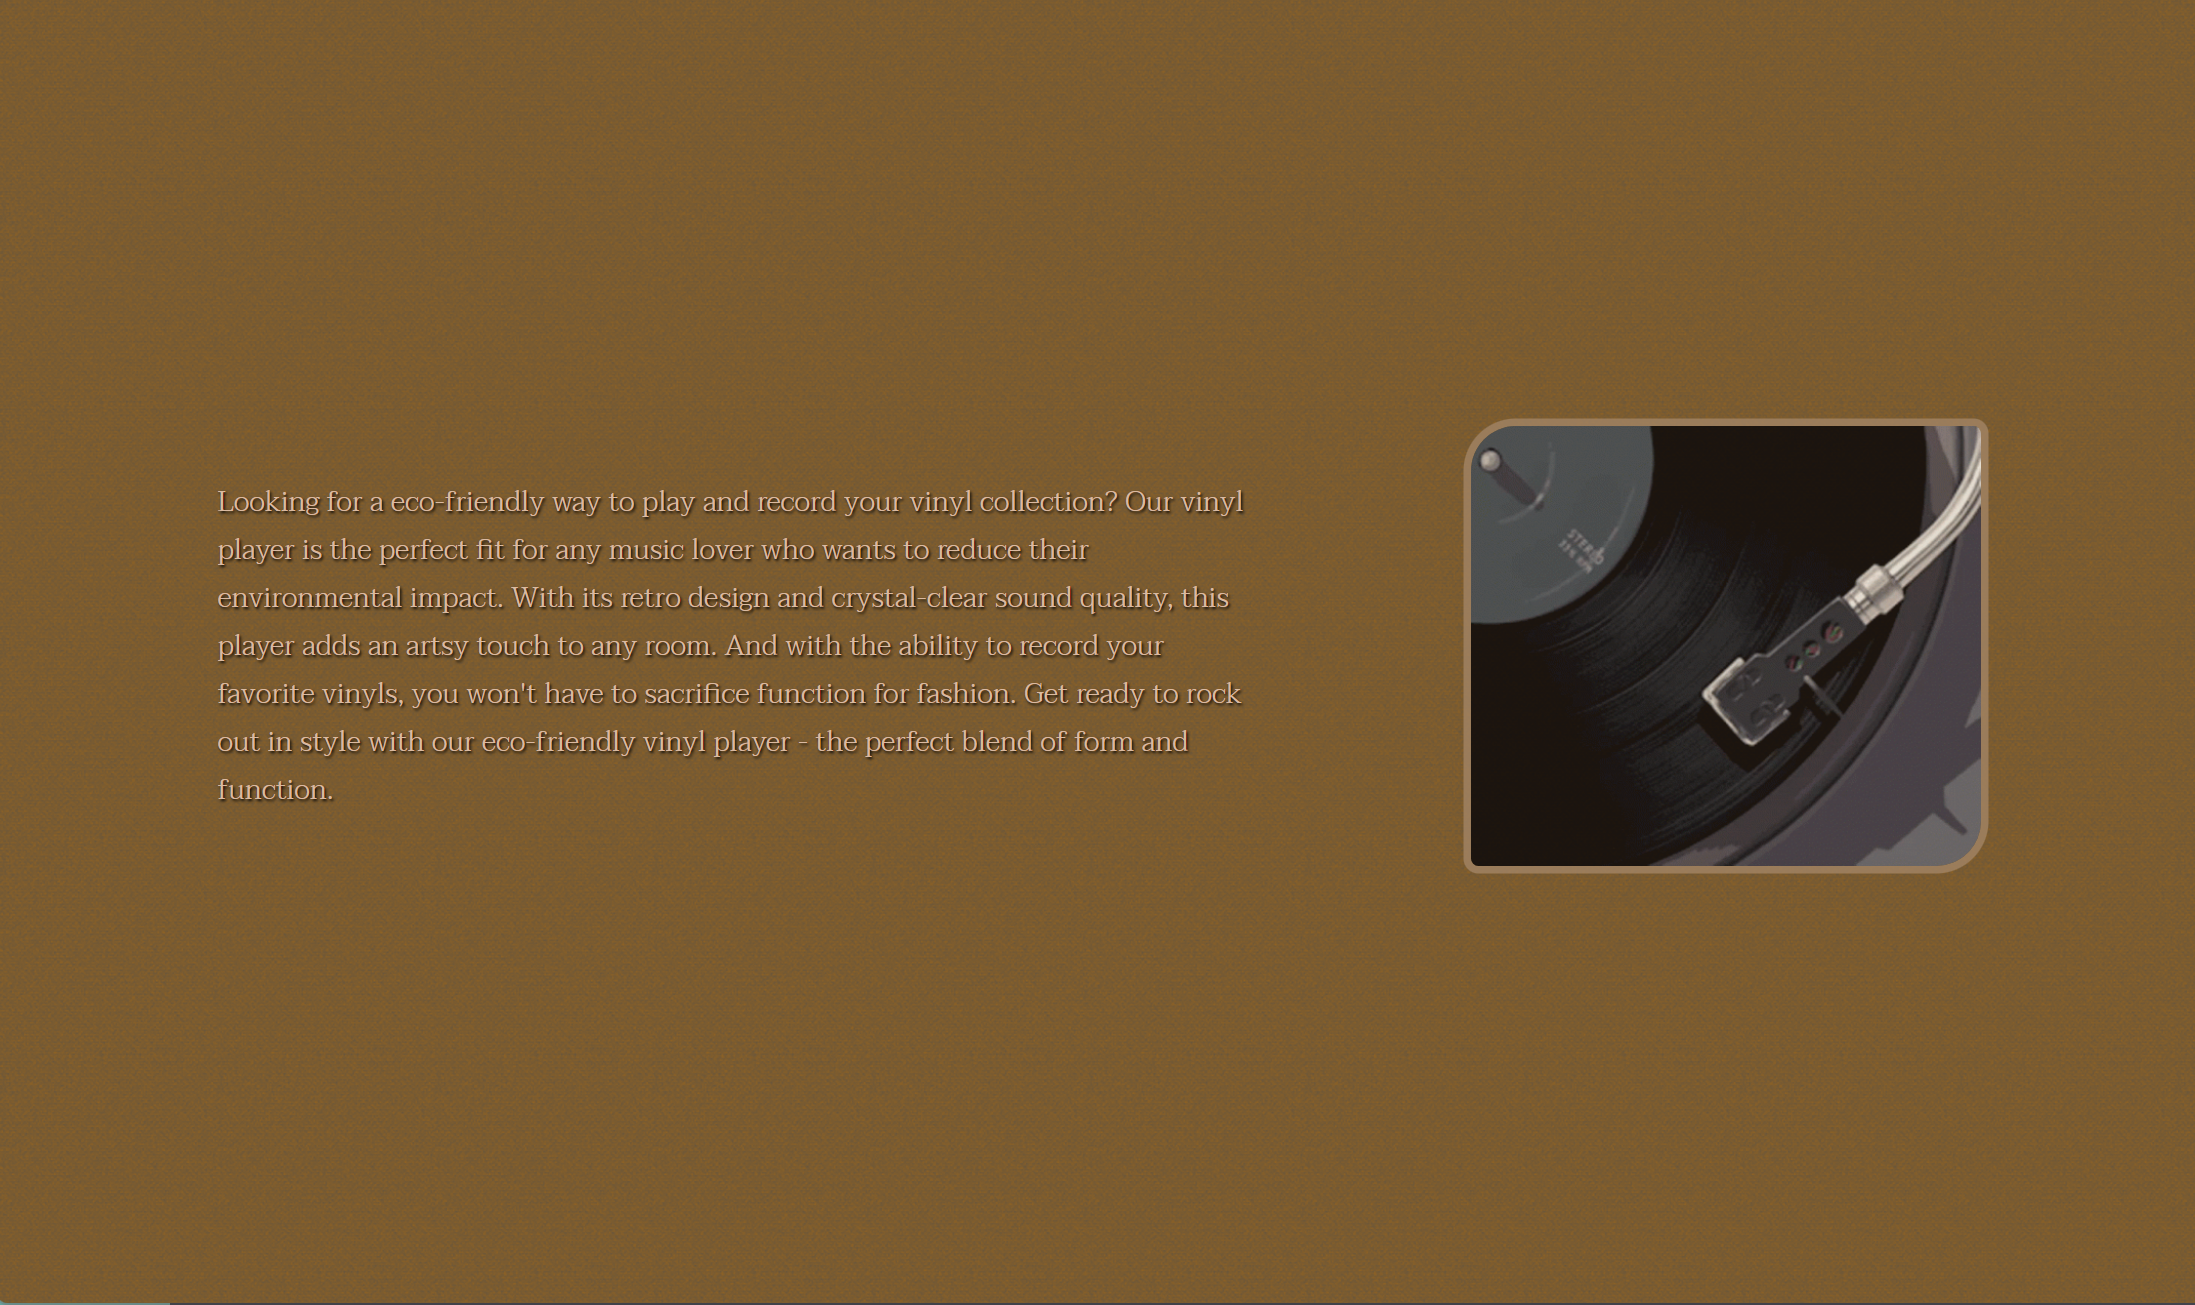 Looking for a eco-friendly way to play and record your vinyl collection? Our vinyl
player is the perfect fit for any music lover who wants to reduce their
environmental impact. With its retro design and crystal-clear sound quality, this
player adds an artsy touch to any room. And with the ability to record your
favorite vinyls, you won't have to sacrifice function for fashion. Get ready to rock
out in style with our eco-friendly vinyl player - the perfect blend of form and
function.
STEREO